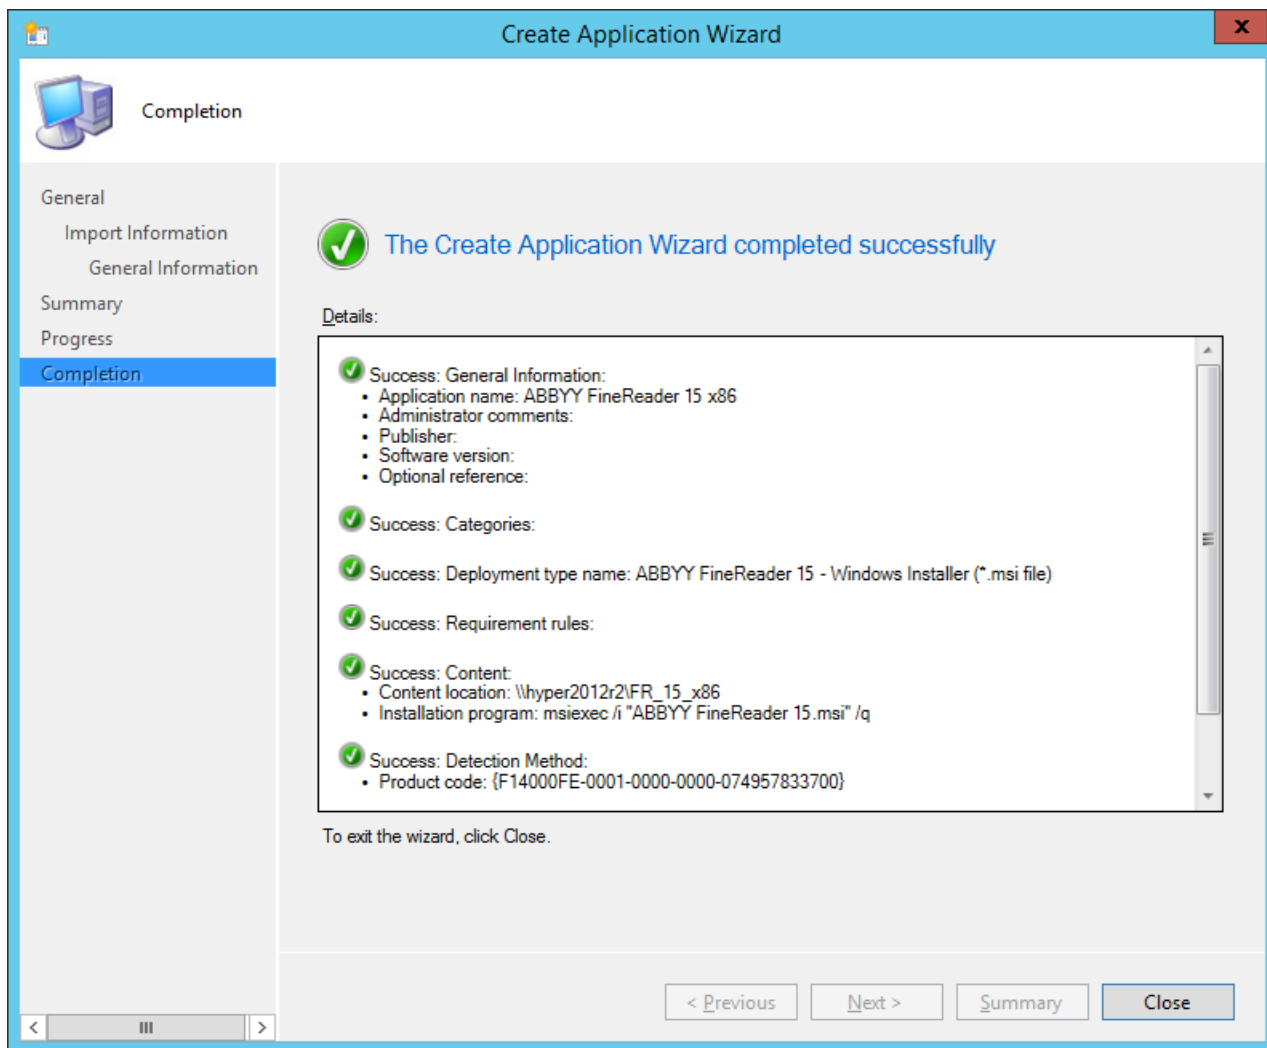 Create Application Wizard
X
Completion
General
Import Information
General Information
Summary
Progress
Completion
The Create Application Wizard completed successfully
Details:
Success: General Information:
• Application name: ABBYY FineReader 15 x86
• Administrator comments:
• Publisher:
• Software version:
• Optional reference:
Success: Categories:
Success: Deployment type name: ABBYY FineReader 15 - Windows Installer (*.msi file)
Success: Requirement rules:
Success: Content:
• Content location: \\hyper2012r2\FR_15_x86
• Installation program: msiexec /i "ABBYY FineReader 15.msi" /q
Success: Detection Method:
• Product code: {F14000FE-0001-0000-0000-074957833700}
To exit the wizard, click Close.
< Previous
Next >
Summary
Close